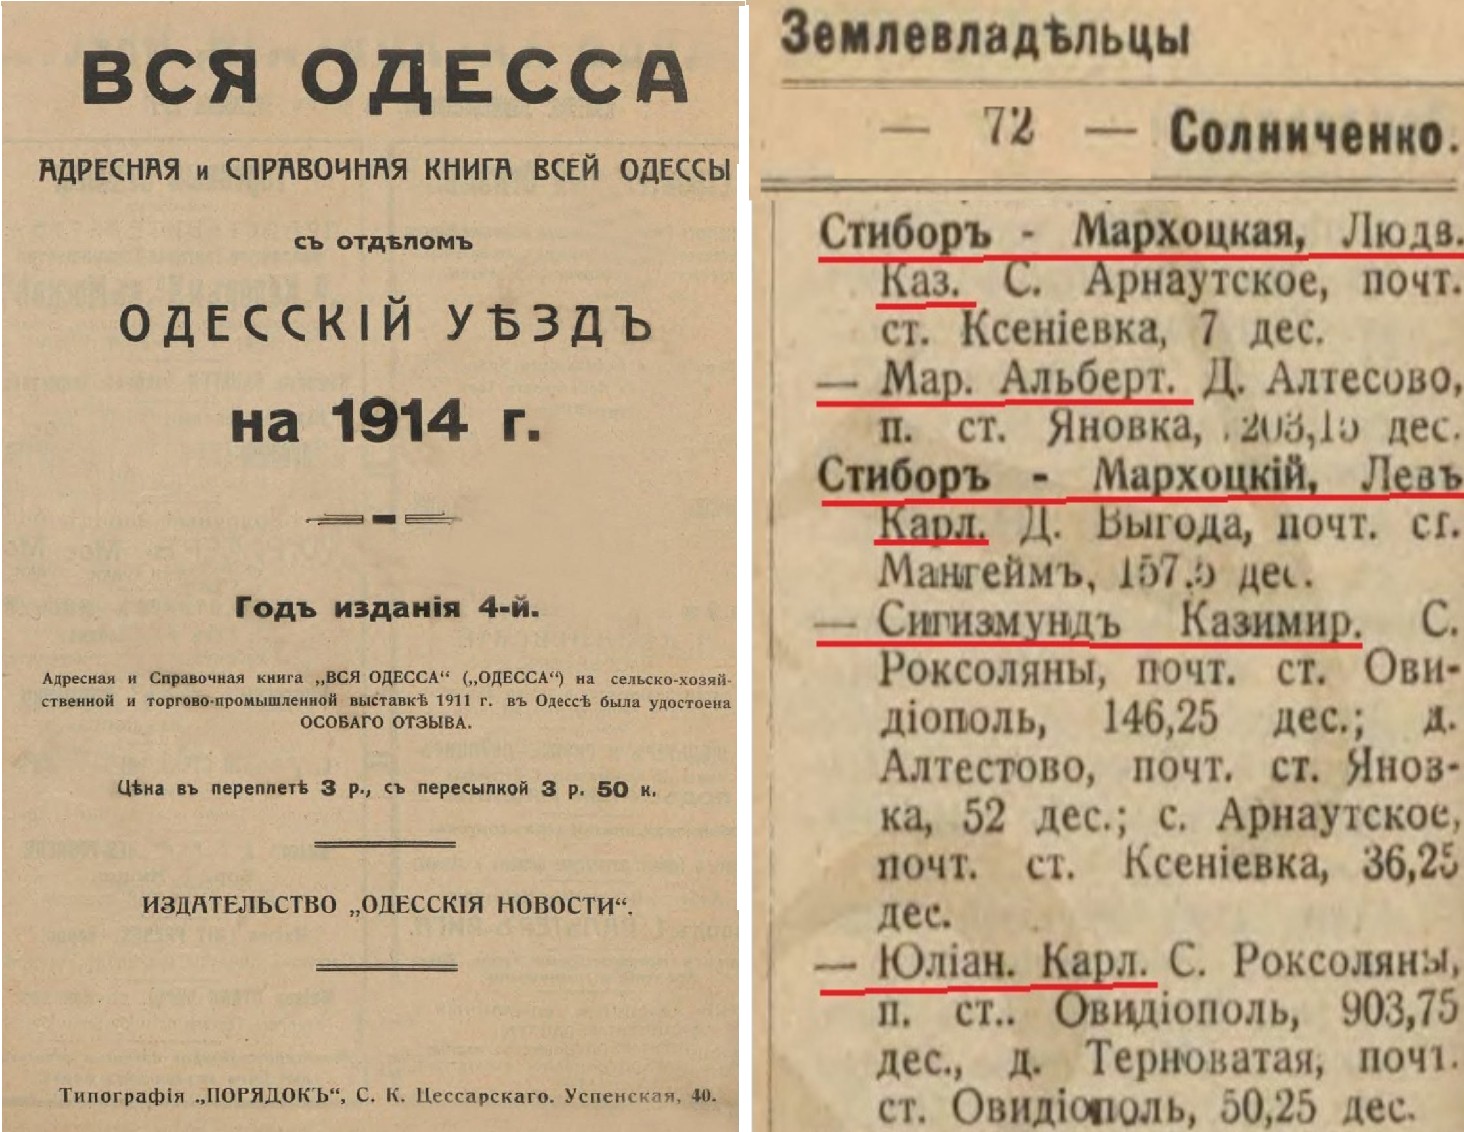 ВСЯ ОДЕССА
АДРЕСНАЯ и СПРАВОЧНАЯ КНИГА ВСЕЙ ОДЕССЫ
съ отдѣломъ
ОДЕССКІЙ УѢЗДЪ
на 1914 г.
Годъ изданія 4-й.
Адресная и Справочная книга „ВСЯ ОДЕССА“ („ОДЕССА“) на сельско-хозяй-
ственной и торгово-промышленной выставкѣ 1911 г. въ Одессѣ была удостоена
ОСОБАГО ОТЗЫВА.
Цѣна въ переплетѣ 3 р., съ пересылкой 3 р. 50 к.
ИЗДАТЕЛЬСТВО „ОДЕССКІЯ НОВОСТИ“.
Типографія „ПОРЯДОКЪ“, С. К. Цессарскаго. Успенская, 40.
Землевладѣльцы
— 72 — Солниченко.
Стиборъ - Мархоцкая, Людв.
Каз. С. Арнаутское, почт.
ст. Ксеніевка, 7 дес.
— Мар. Альберт. Д. Алтесово,
п. ст. Яновка, 203,15 дес.
Стиборъ - Мархоцкій, Левъ
Карл. Д. Выгода, почт. ст.
Мангеймъ, 157.5 дес.
— Сигизмундъ Казимир. С.
Роксоляны, почт. ст. Ови-
діополь, 146,25 дес.; д.
Алтестово, почт. ст. Янов-
ка, 52 дес.; с. Арнаутское,
почт. ст. Ксеніевка, 36,25
дес.
— Юліан. Карл. С. Роксоляны,
п. ст.. Овидіополь, 903,75
дес., д. Терноватая, почт.
ст. Овидіополь, 50,25 дес.